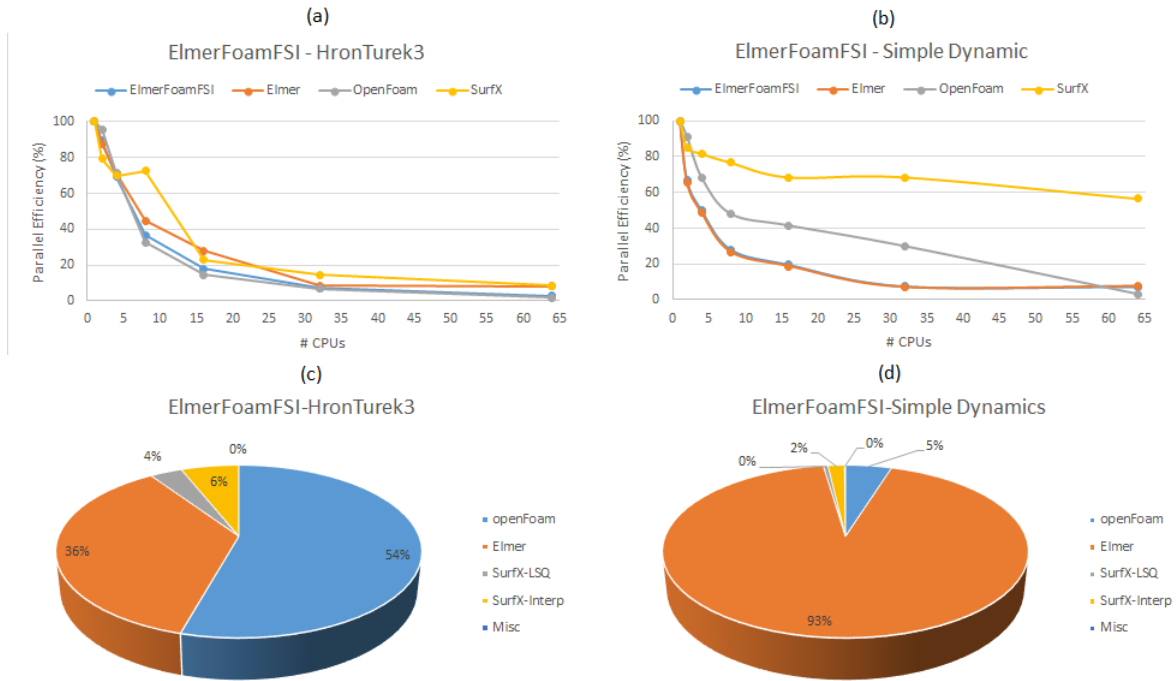 (a)
ElmerFoamFSI - HronTurek3
ElmerFoamFSI Elmer OpenFoam SurfX
Parallel Efficiency (%)
100
80
60
40
20
0
0 5 10 15 20 25 30 35 40 45 50 55 60 65
# CPUs
(b)
ElmerFoamFSI - Simple Dynamic
ElmerFoamFSI Elmer OpenFoam SurfX
Parallel Efficiency (%)
100
80
60
40
20
0
0 5 10 15 20 25 30 35 40 45 50 55 60 65
# CPUs
(c)
ElmerFoamFSI-HronTurek3
0%
4%
6%
36%
54%
openFoam
Elmer
SurfX-LSQ
SurfX-Interp
Misc
(d)
ElmerFoamFSI-Simple Dynamics
0%
2%
0%
5%
93%
openFoam
Elmer
SurfX-LSQ
SurfX-Interp
Misc